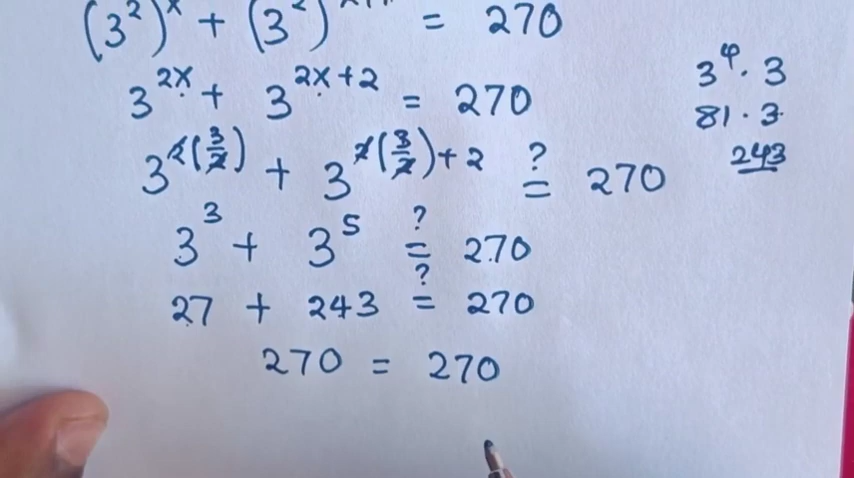 (3²)ˣ + (3²) = 270
3²ˣ + 3²ˣ⁺² = 270
3^2(3/2) + 3^2(3/2)+2 ?= 270
3³ + 3⁵ ?= 270
27 + 243 ?= 270
270 = 270
3⁴ · 3
81 · 3
243